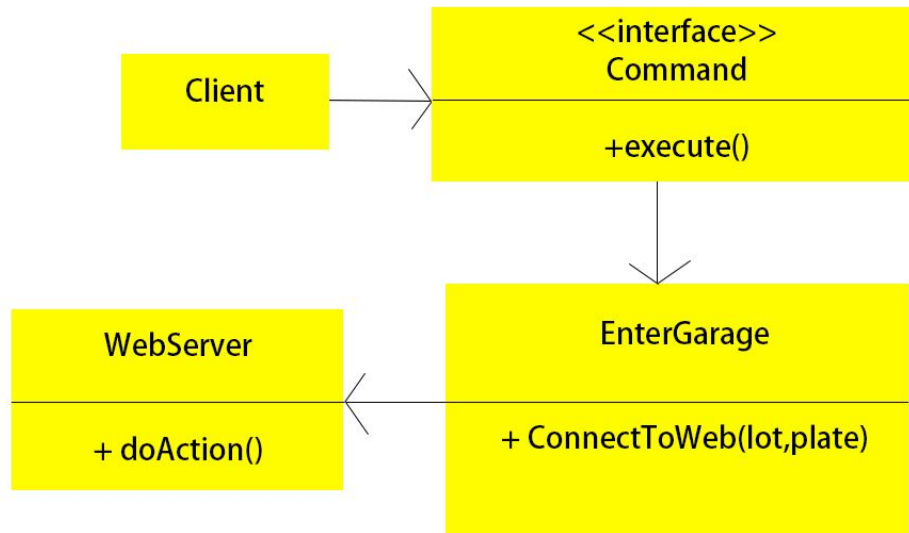 Client
<<interface>>
Command
+execute()
WebServer
+ doAction()
EnterGarage
+ ConnectToWeb(lot,plate)